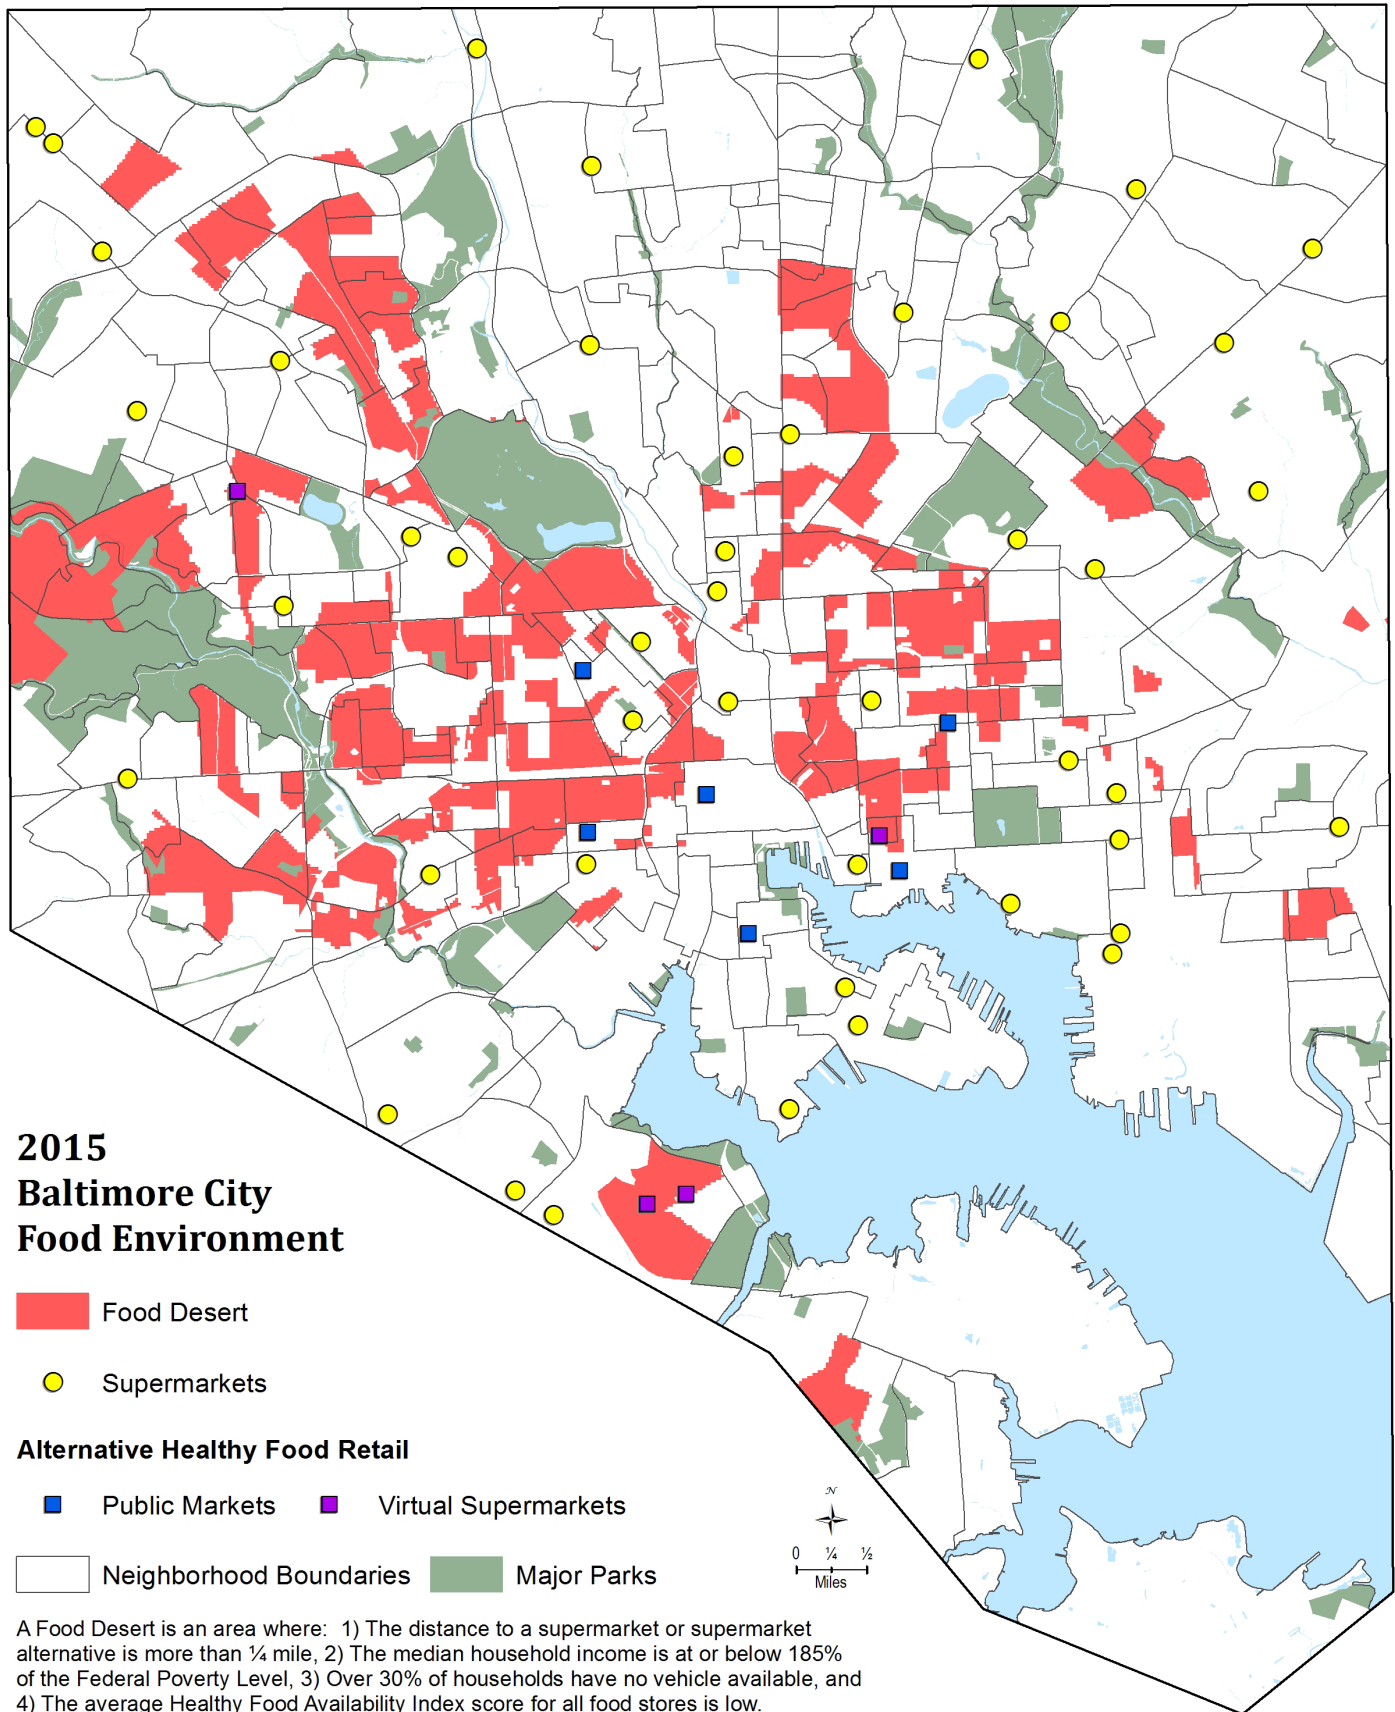 2015
Baltimore City
Food Environment
Food Desert
Supermarkets
Alternative Healthy Food Retail
Public Markets
Virtual Supermarkets
Neighborhood Boundaries
Major Parks
N
0 ¼ ½
Miles
A Food Desert is an area where: 1) The distance to a supermarket or supermarket
alternative is more than ¼ mile, 2) The median household income is at or below 185%
of the Federal Poverty Level, 3) Over 30% of households have no vehicle available, and
4) The average Healthy Food Availability Index score for all food stores is low.